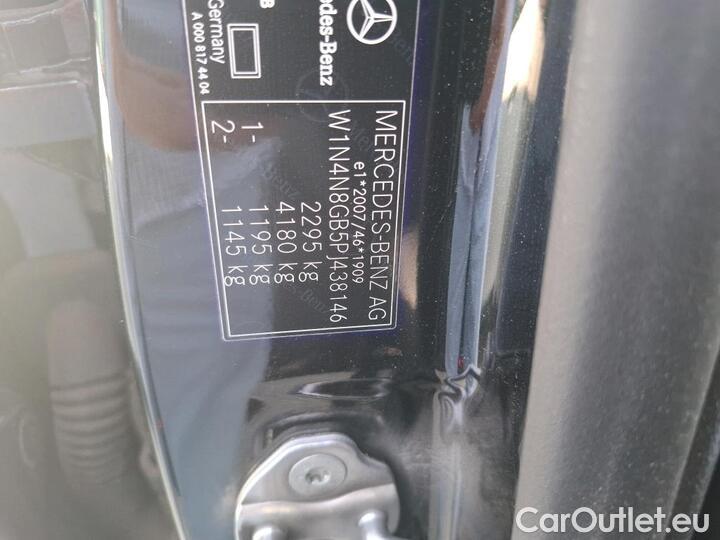 edes-Benz
B
Germany
A 000 817 44 04
MERCEDES-BENZ AG
e1*2007/46*1909
W1N4N8GB5PJ438146
2295 kg
4180 kg
1- 1195 kg
2- 1145 kg
CarOutlet.eu